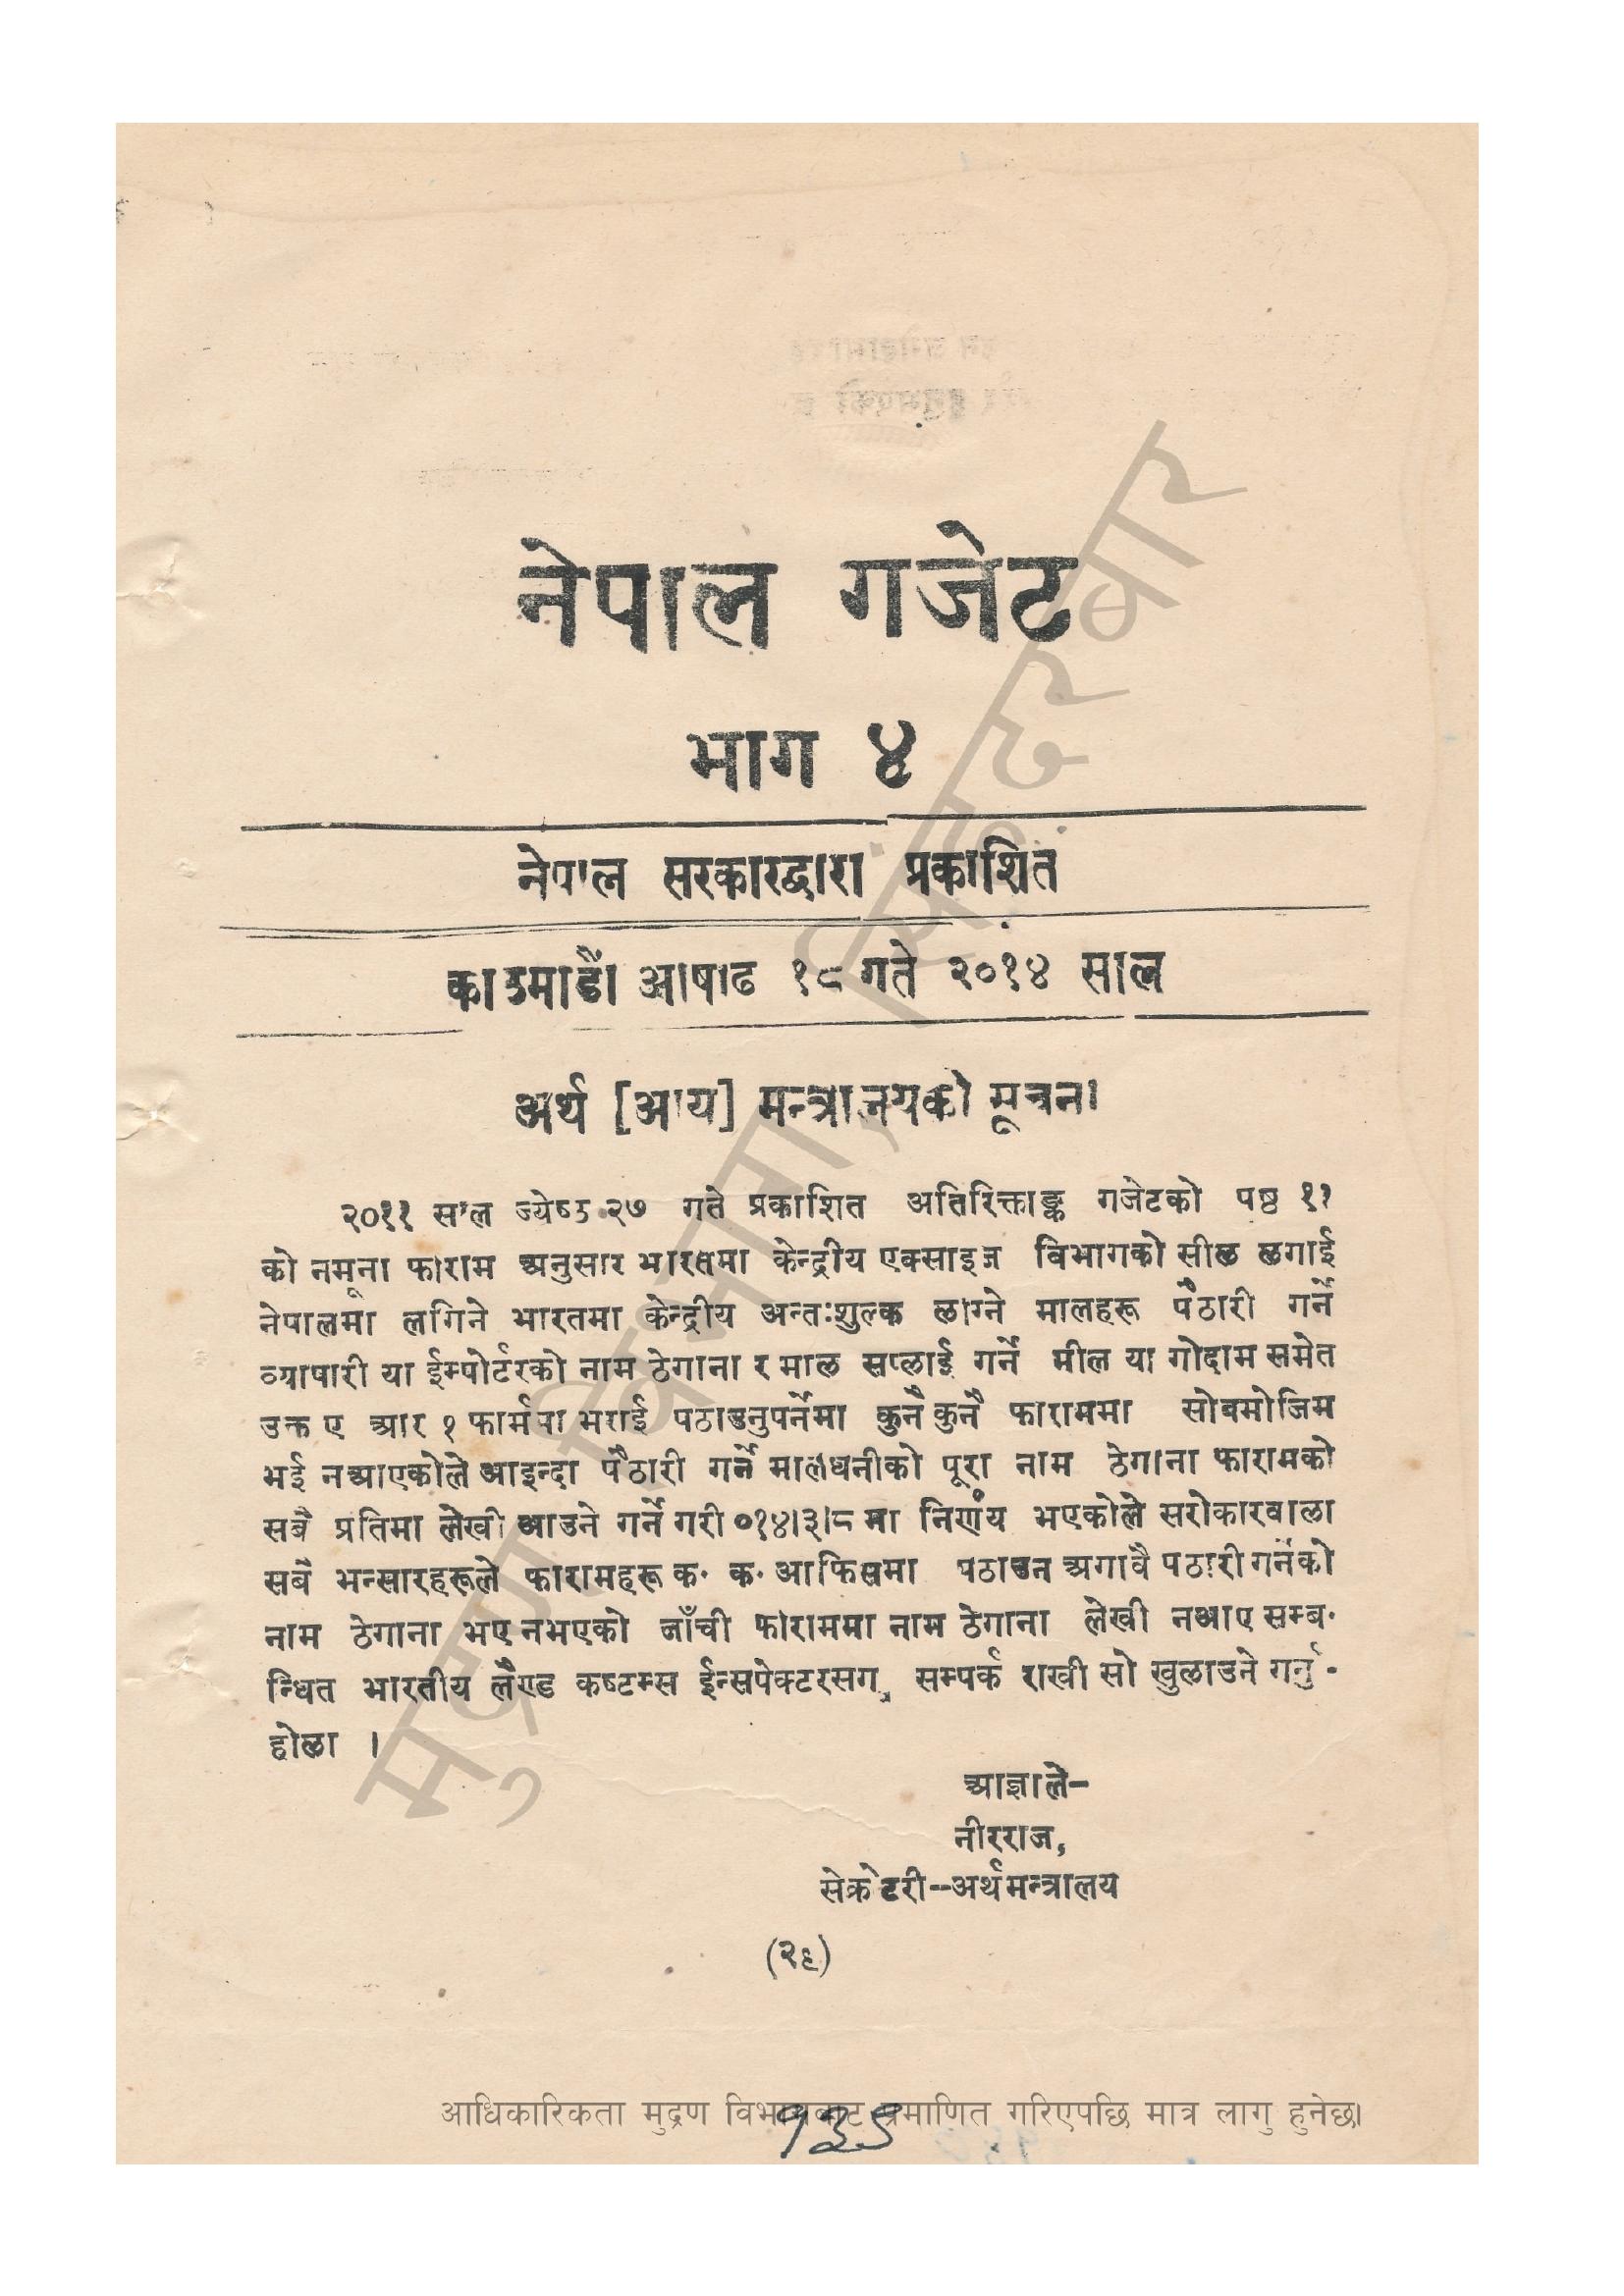 नेपाल गजेट
भाग ४
नेपाल सरकारद्वारा प्रकाशित
काठमाडौं आषाढ १८ गते २०१४ साल
अर्थ [आय] मन्त्रालयको सूचना
२०११ साल ज्येष्ठ २७ गते प्रकाशित अतिरिक्ताङ्क गजेटको पष्ठ ११
को नमूना फाराम अनुसार भारतमा केन्द्रीय एक्साइज विभागको सील लगाई
नेपालमा लगिने भारतमा केन्द्रीय अन्तःशुल्क लाग्ने मालहरू पैठारी गर्ने
व्यापारी या ईम्पोर्टरको नाम ठेगाना र माल सप्लाई गर्ने मील या गोदाम समेत
उक्त ए आर १ फार्ममा भराई पठाउनुपर्नेमा कुनै कुनै फाराममा सोबमोजिम
भई नआएकोले आइन्दा पैठारी गर्ने मालधनीको पूरा नाम ठेगाना फारामको
सबै प्रतिमा लेखी आउने गर्ने गरी ०१४।३।८ मा निर्णय भएकोले सरोकारवाला
सबै भन्सारहरूले फारामहरू क. क. आफिसमा पठाउन अगावै पठारी गर्नेको
नाम ठेगाना भए नभएको जाँची फाराममा नाम ठेगाना लेखी नआए सम्ब-
न्धित भारतीय लैण्ड कष्टम्स ईन्सपेक्टरसग, सम्पर्क राखी सो खुलाउने गर्नु-
होला ।
आज्ञाले-
नीरराज,
सेक्रेटरी-अर्थमन्त्रालय
(२९)
आधिकारिकता मुद्रण विभागबाट प्रमाणित गरिएपछि मात्र लागु हुनेछ।
मुद्रण विभाग, सिंहदरबार